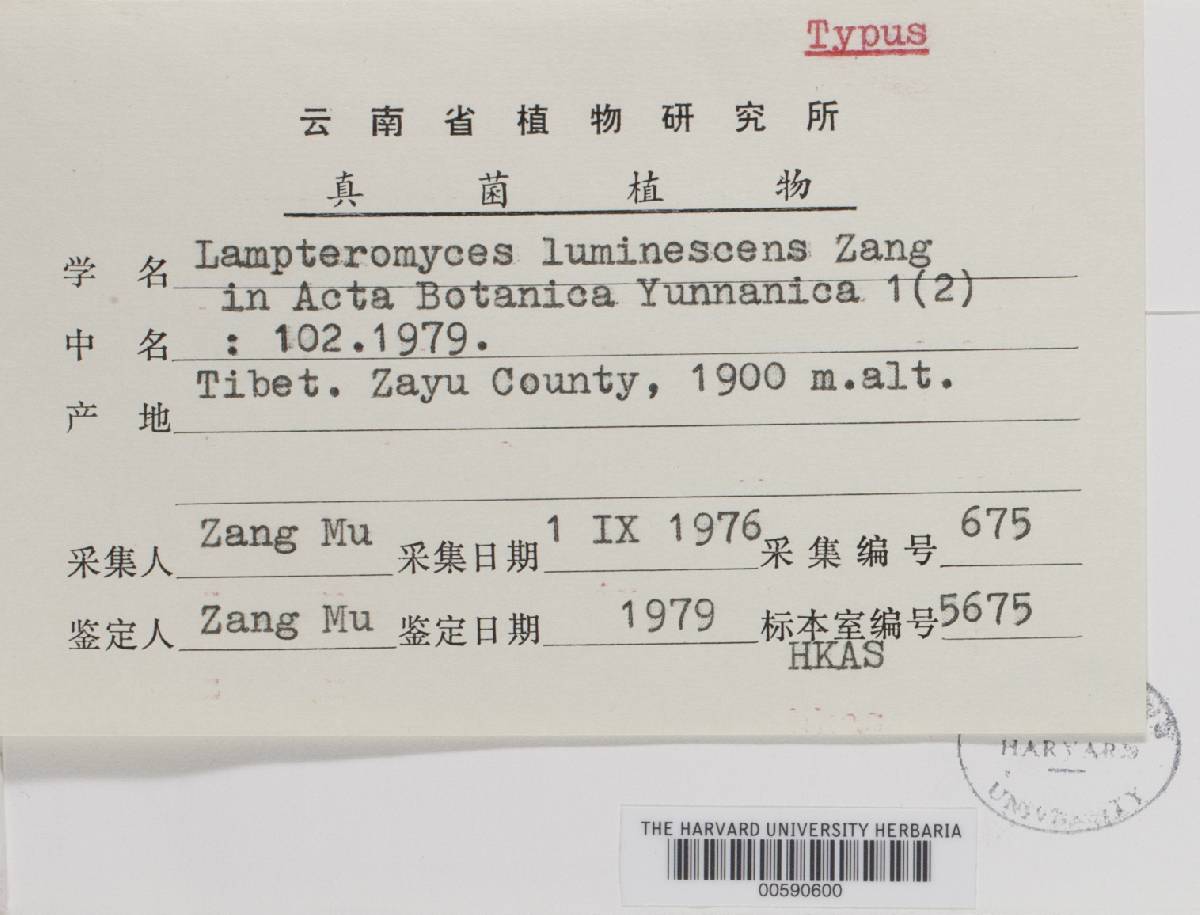 Typus
云南省植物研究所
真菌植物
学名 Lampteromyces luminescens Zang
in Acta Botanica Yunnanica 1(2)
中名 : 102.1979.
产地 Tibet. Zayu County, 1900 m.alt.
采集人 Zang Mu 采集日期 1 IX 1976 采集编号 675
鉴定人 Zang Mu 鉴定日期 1979 标本室编号 5675
HKAS
HARVARD
UNIVERSITY
THE HARVARD UNIVERSITY HERBARIA
00590600